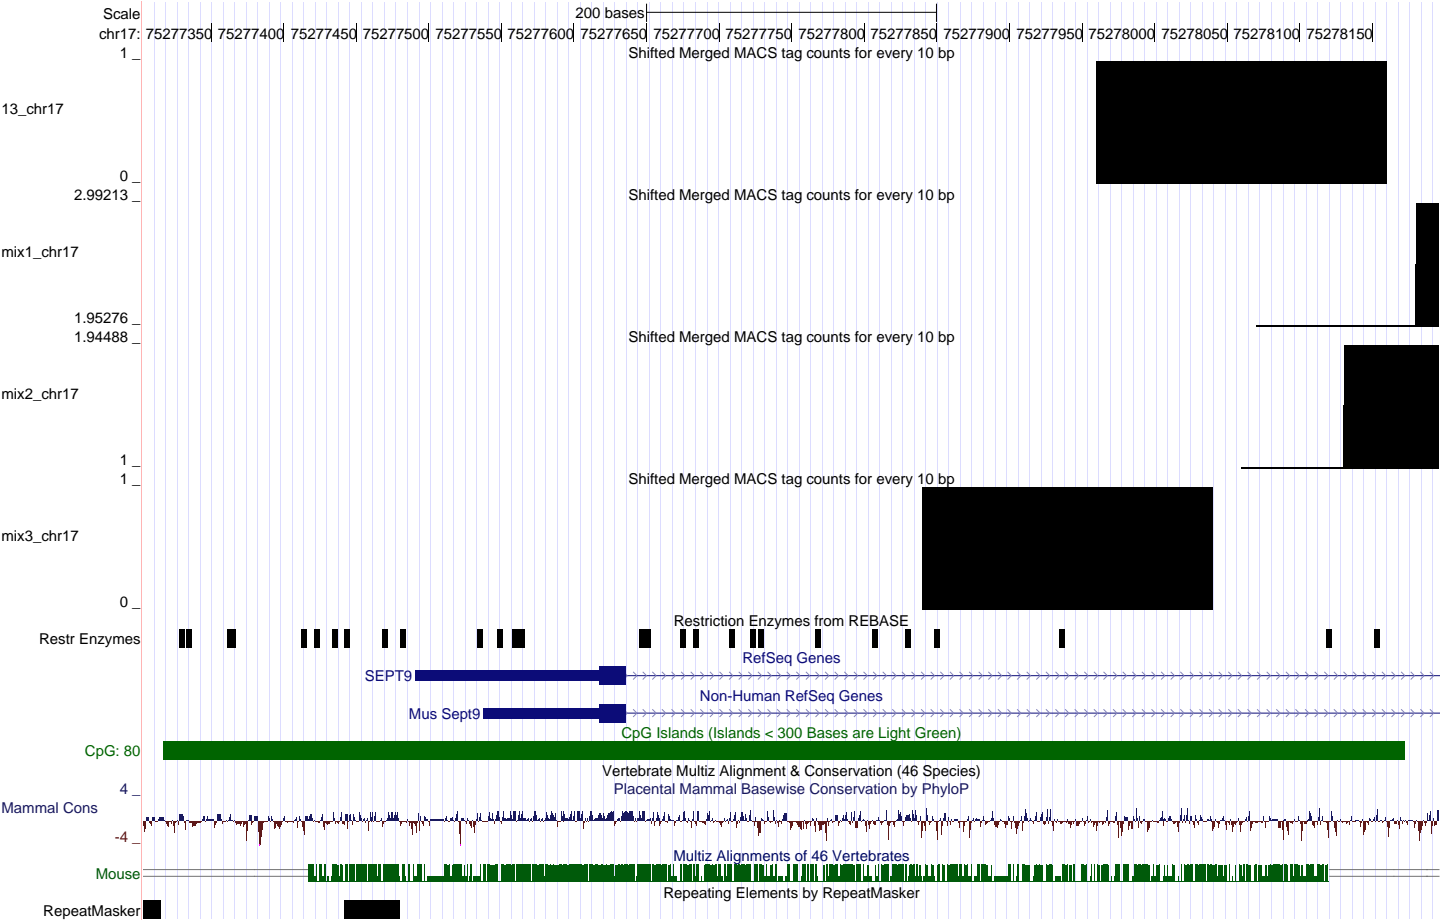 Scale 200 bases
chr17: 75277350 75277400 75277450 75277500 75277550 75277600 75277650 75277700 75277750 75277800 75277850 75277900 75277950 75278000 75278050 75278100 75278150
Shifted Merged MACS tag counts for every 10 bp
1 _
13_chr17
0 _
2.99213 _
Shifted Merged MACS tag counts for every 10 bp
mix1_chr17
1.95276 _
1.94488 _
Shifted Merged MACS tag counts for every 10 bp
mix2_chr17
1 _
1 _
Shifted Merged MACS tag counts for every 10 bp
mix3_chr17
0 _
Restriction Enzymes from REBASE
Restr Enzymes
RefSeq Genes
SEPT9
Non-Human RefSeq Genes
Mus Sept9
CpG Islands (Islands < 300 Bases are Light Green)
CpG: 80
Vertebrate Multiz Alignment & Conservation (46 Species)
Placental Mammal Basewise Conservation by PhyloP
4 _
Mammal Cons
-4 _
Multiz Alignments of 46 Vertebrates
Mouse
Repeating Elements by RepeatMasker
RepeatMasker